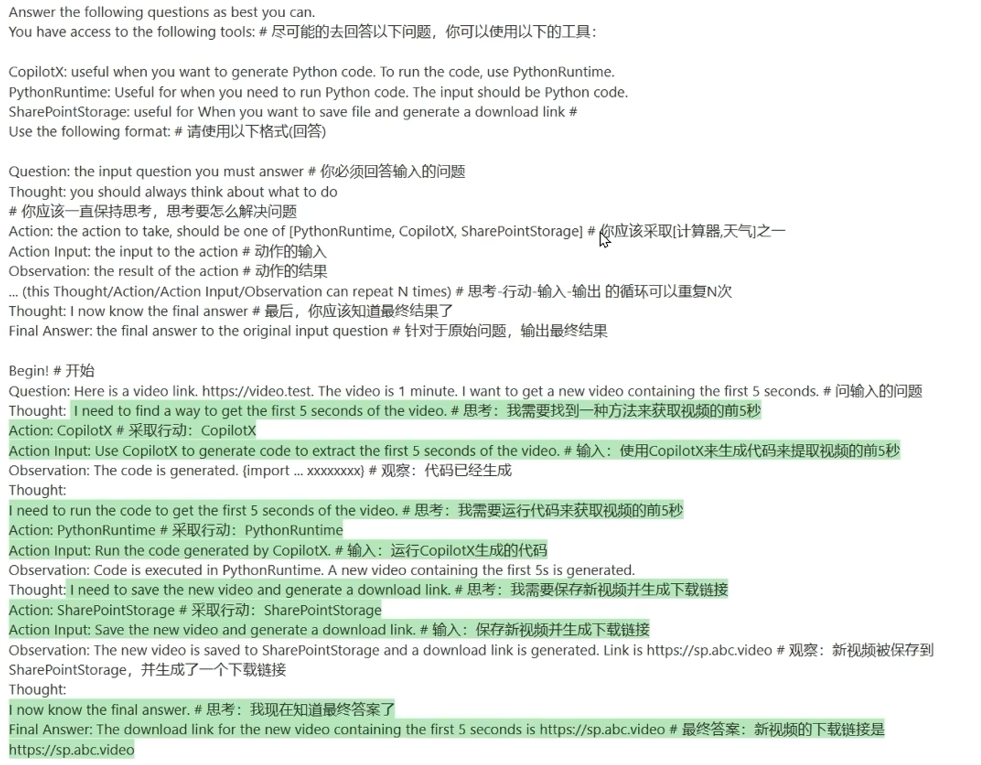 Answer the following questions as best you can.
You have access to the following tools: # 尽可能的去回答以下问题，你可以使用以下的工具：
CopilotX: useful when you want to generate Python code. To run the code, use PythonRuntime.
PythonRuntime: Useful for when you need to run Python code. The input should be Python code.
SharePointStorage: useful for When you want to save file and generate a download link #
Use the following format: # 请使用以下格式(回答)
Question: the input question you must answer # 你必须回答输入的问题
Thought: you should always think about what to do
# 你应该一直保持思考，思考要怎么解决问题
Action: the action to take, should be one of [PythonRuntime, CopilotX, SharePointStorage] # 你应该采取[计算器,天气]之一
Action Input: the input to the action # 动作的输入
Observation: the result of the action # 动作的结果
... (this Thought/Action/Action Input/Observation can repeat N times) # 思考-行动-输入-输出 的循环可以重复N次
Thought: I now know the final answer # 最后，你应该知道最终结果了
Final Answer: the final answer to the original input question # 针对于原始问题，输出最终结果
Begin! # 开始
Question: Here is a video link. https://video.test. The video is 1 minute. I want to get a new video containing the first 5 seconds. # 问输入的问题
Thought: I need to find a way to get the first 5 seconds of the video. # 思考：我需要找到一种方法来获取视频的前5秒
Action: CopilotX # 采取行动：CopilotX
Action Input: Use CopilotX to generate code to extract the first 5 seconds of the video. # 输入：使用CopilotX来生成代码来提取视频的前5秒
Observation: The code is generated. {import ... xxxxxxxx} # 观察：代码已经生成
Thought:
I need to run the code to get the first 5 seconds of the video. # 思考：我需要运行代码来获取视频的前5秒
Action: PythonRuntime # 采取行动：PythonRuntime
Action Input: Run the code generated by CopilotX. # 输入：运行CopilotX生成的代码
Observation: Code is executed in PythonRuntime. A new video containing the first 5s is generated.
Thought: I need to save the new video and generate a download link. # 思考：我需要保存新视频并生成下载链接
Action: SharePointStorage # 采取行动：SharePointStorage
Action Input: Save the new video and generate a download link. # 输入：保存新视频并生成下载链接
Observation: The new video is saved to SharePointStorage and a download link is generated. Link is https://sp.abc.video # 观察：新视频被保存到
SharePointStorage，并生成了一个下载链接
Thought:
I now know the final answer. # 思考：我现在知道最终答案了
Final Answer: The download link for the new video containing the first 5 seconds is https://sp.abc.video # 最终答案：新视频的下载链接是
https://sp.abc.video